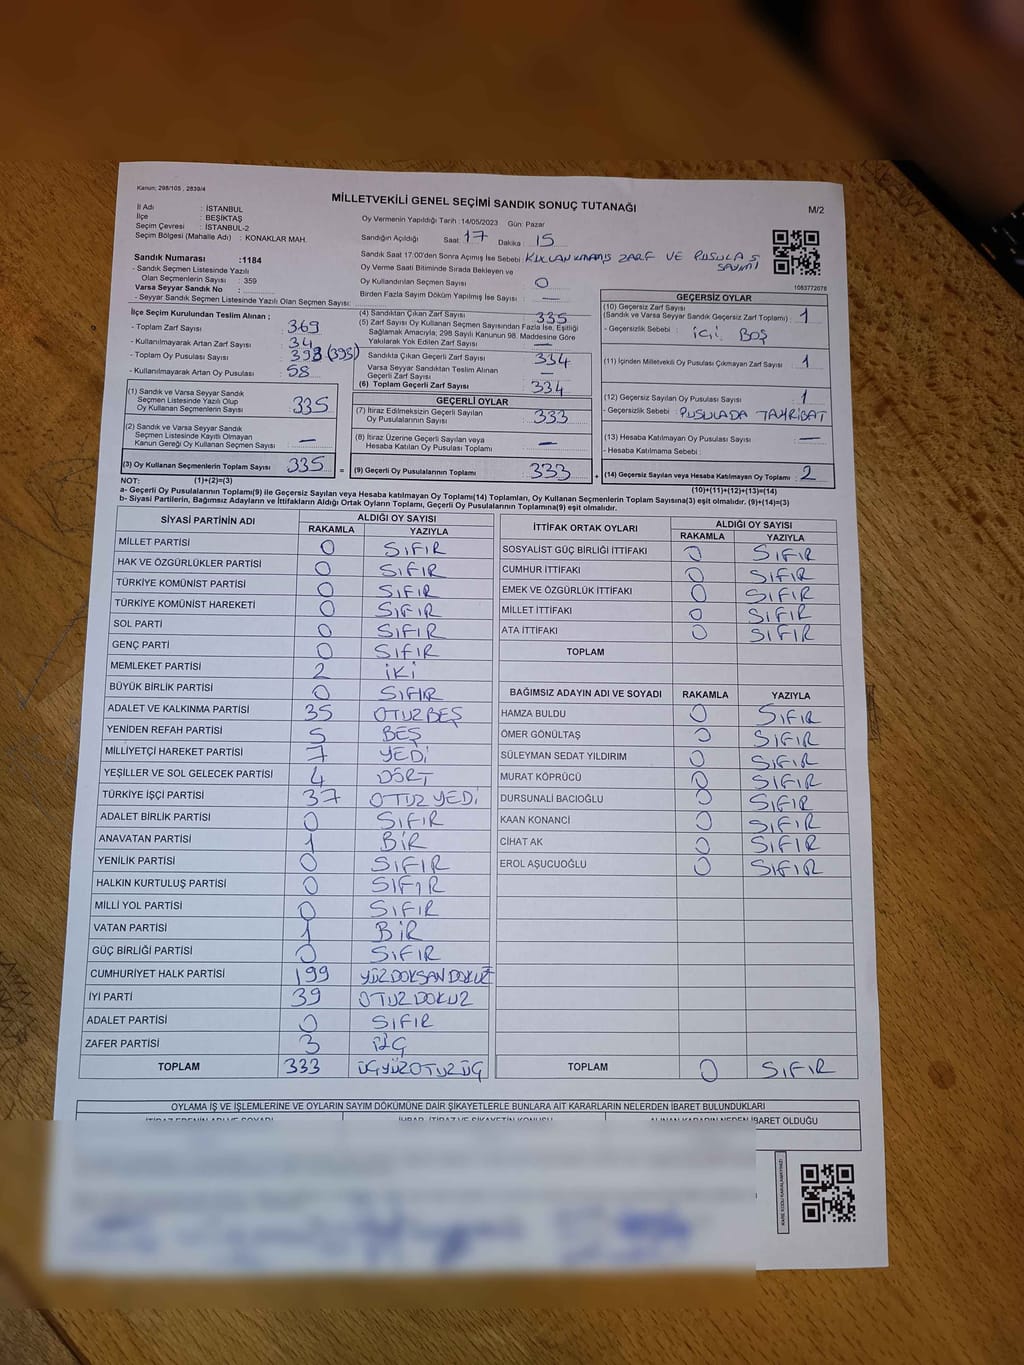 Kanun; 298/105 , 2839/4
MİLLETVEKİLİ GENEL SEÇİMİ SANDIK SONUÇ TUTANAĞI
M/2
İl Adı : İSTANBUL
İlçe : BEŞİKTAŞ
Seçim Çevresi : İSTANBUL-2
Seçim Bölgesi (Mahalle Adı) : KONAKLAR MAH.
Oy Vermenin Yapıldığı Tarih : 14/05/2023 Gün: Pazar
Sandığın Açıldığı Saat: 17 Dakika : 15
Sandık Saat 17:00'den Sonra Açılmış İse Sebebi : KULLANILMAMIŞ ZARF VE PUSULA SAYIMI
Oy Verme Saati Bitiminde Sırada Bekleyen ve
Oy Kullandırılan Seçmen Sayısı : 0
Birden Fazla Sayım Döküm Yapılmış İse Sayısı : —
1083772078
Sandık Numarası :1184
- Sandık Seçmen Listesinde Yazılı
Olan Seçmenlerin Sayısı : 359
Varsa Seyyar Sandık No :
- Seyyar Sandık Seçmen Listesinde Yazılı Olan Seçmen Sayısı:
İlçe Seçim Kurulundan Teslim Alınan ;
- Toplam Zarf Sayısı : 369
- Kullanılmayarak Artan Zarf Sayısı : 34
- Toplam Oy Pusulası Sayısı : 393 (393)
- Kullanılmayarak Artan Oy Pusulası : 58
(1) Sandık ve Varsa Seyyar Sandık
Seçmen Listesinde Yazılı Olup
Oy Kullanan Seçmenlerin Sayısı : 335
(2) Sandık ve Varsa Seyyar Sandık
Seçmen Listesinde Kayıtlı Olmayan
Kanun Gereği Oy Kullanan Seçmen Sayısı : —
(3) Oy Kullanan Seçmenlerin Toplam Sayısı : 335 =
(4) Sandıktan Çıkan Zarf Sayısı : 335
(5) Zarf Sayısı Oy Kullanan Seçmen Sayısından Fazla İse, Eşitliği
Sağlamak Amacıyla; 298 Sayılı Kanunun 98. Maddesine Göre
Yakılarak Yok Edilen Zarf Sayısı : —
Sandıkta Çıkan Geçerli Zarf Sayısı : 334
Varsa Seyyar Sandıktan Teslim Alınan
Geçerli Zarf Sayısı : —
(6) Toplam Geçerli Zarf Sayısı : 334
GEÇERLİ OYLAR
(7) İtiraz Edilmeksizin Geçerli Sayılan
Oy Pusulalarının Sayısı : 333
(8) İtiraz Üzerine Geçerli Sayılan veya
Hesaba Katılan Oy Pusulası Toplamı : —
(9) Geçerli Oy Pusulalarının Toplamı : 333 +
GEÇERSİZ OYLAR
(10) Geçersiz Zarf Sayısı
(Sandık ve Varsa Seyyar Sandık Geçersiz Zarf Toplamı) : 1
- Geçersizlik Sebebi : İÇİ BOŞ
(11) İçinden Milletvekili Oy Pusulası Çıkmayan Zarf Sayısı : 1
(12) Geçersiz Sayılan Oy Pusulası Sayısı : 1
- Geçersizlik Sebebi : PUSULADA TAHRİBAT
(13) Hesaba Katılmayan Oy Pusulası Sayısı : —
- Hesaba Katılmama Sebebi :
(14) Geçersiz Sayılan veya Hesaba Katılmayan Oy Toplamı : 2
NOT: (1)+(2)=(3) (10)+(11)+(12)+(13)=(14)
a- Geçerli Oy Pusulalarının Toplamı(9) ile Geçersiz Sayılan veya Hesaba katılmayan Oy Toplamı(14) Toplamları, Oy Kullanan Seçmenlerin Toplam Sayısına(3) eşit olmalıdır. (9)+(14)=(3)
b- Siyasi Partilerin, Bağımsız Adayların ve İttifakların Aldığı Ortak Oyların Toplamı, Geçerli Oy Pusulalarının Toplamına(9) eşit olmalıdır.
SİYASİ PARTİNİN ADI ALDIĞI OY SAYISI
RAKAMLA YAZIYLA
MİLLET PARTİSİ 0 SIFIR
HAK VE ÖZGÜRLÜKLER PARTİSİ 0 SIFIR
TÜRKİYE KOMÜNİST PARTİSİ 0 SIFIR
TÜRKİYE KOMÜNİST HAREKETİ 0 SIFIR
SOL PARTİ 0 SIFIR
GENÇ PARTİ 0 SIFIR
MEMLEKET PARTİSİ 2 İKİ
BÜYÜK BİRLİK PARTİSİ 0 SIFIR
ADALET VE KALKINMA PARTİSİ 35 OTUZBEŞ
YENİDEN REFAH PARTİSİ 5 BEŞ
MİLLİYETÇİ HAREKET PARTİSİ 7 YEDİ
YEŞİLLER VE SOL GELECEK PARTİSİ 4 DÖRT
TÜRKİYE İŞÇİ PARTİSİ 37 OTUZ YEDİ
ADALET BİRLİK PARTİSİ 0 SIFIR
ANAVATAN PARTİSİ 1 BİR
YENİLİK PARTİSİ 0 SIFIR
HALKIN KURTULUŞ PARTİSİ 0 SIFIR
MİLLİ YOL PARTİSİ 0 SIFIR
VATAN PARTİSİ 1 BİR
GÜÇ BİRLİĞİ PARTİSİ 0 SIFIR
CUMHURİYET HALK PARTİSİ 199 YÜZDOKSANDOKUZ
İYİ PARTİ 39 OTUZDOKUZ
ADALET PARTİSİ 0 SIFIR
ZAFER PARTİSİ 3 ÜÇ
TOPLAM 333 ÜÇYÜZOTUZÜÇ
İTTİFAK ORTAK OYLARI ALDIĞI OY SAYISI
RAKAMLA YAZIYLA
SOSYALİST GÜÇ BİRLİĞİ İTTİFAKI 0 SIFIR
CUMHUR İTTİFAKI 0 SIFIR
EMEK VE ÖZGÜRLÜK İTTİFAKI 0 SIFIR
MİLLET İTTİFAKI 0 SIFIR
ATA İTTİFAKI 0 SIFIR
TOPLAM
BAĞIMSIZ ADAYIN ADI VE SOYADI RAKAMLA YAZIYLA
HAMZA BULDU 0 SIFIR
ÖMER GÖNÜLTAŞ 0 SIFIR
SÜLEYMAN SEDAT YILDIRIM 0 SIFIR
MURAT KÖPRÜCÜ 0 SIFIR
DURSUNALİ BACIOĞLU 0 SIFIR
KAAN KONANCİ 0 SIFIR
CİHAT AK 0 SIFIR
EROL AŞUCUOĞLU 0 SIFIR
TOPLAM 0 SIFIR
OYLAMA İŞ VE İŞLEMLERİNE VE OYLARIN SAYIM DÖKÜMÜNE DAİR ŞİKAYETLERLE BUNLARA AİT KARARLARIN NELERDEN İBARET BULUNDUKLARI
İTİRAZ EDENİN ADI VE SOYADI İHBAR, İTİRAZ VE ŞİKAYETİN KONUSU ALINAN KARARIN NEDEN İBARET OLDUĞU
KARE KODU KARALAMAYINIZ!